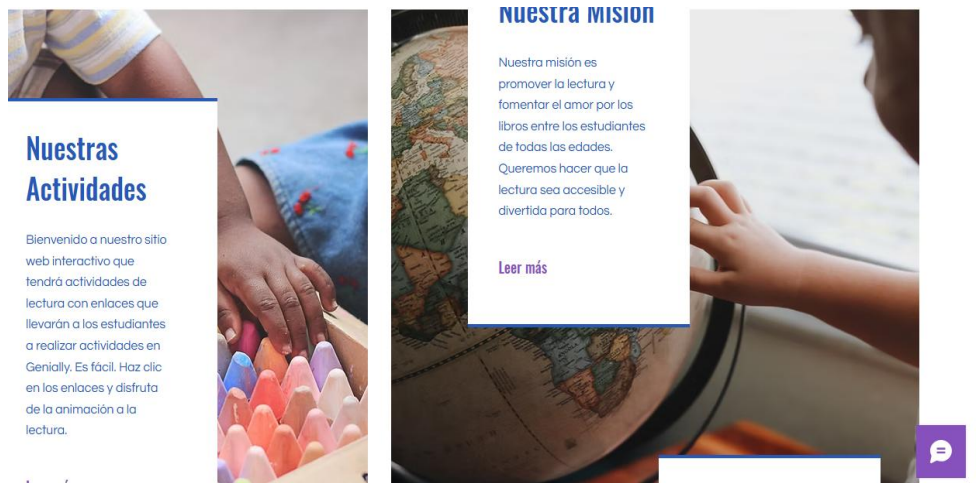 Nuestras
Actividades
Bienvenido a nuestro sitio
web interactivo que
tendrá actividades de
lectura con enlaces que
llevarán a los estudiantes
a realizar actividades en
Genially. Es fácil. Haz clic
en los enlaces y disfruta
de la animación a la
lectura.
Nuestra Misión
Nuestra misión es
promover la lectura y
fomentar el amor por los
libros entre los estudiantes
de todas las edades.
Queremos hacer que la
lectura sea accesible y
divertida para todos.
Leer más